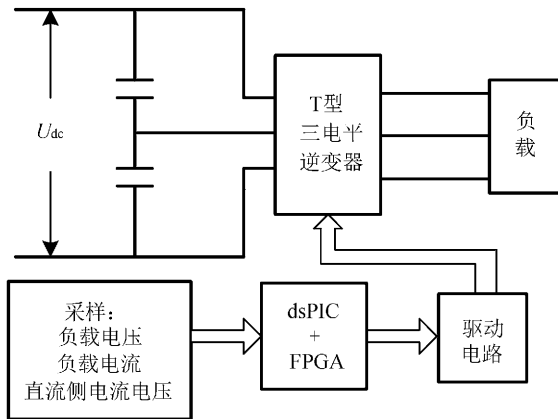 U_dc
T型
三电平
逆变器
负
载
采样：
负载电压
负载电流
直流侧电流电压
dsPIC
+
FPGA
驱动
电路